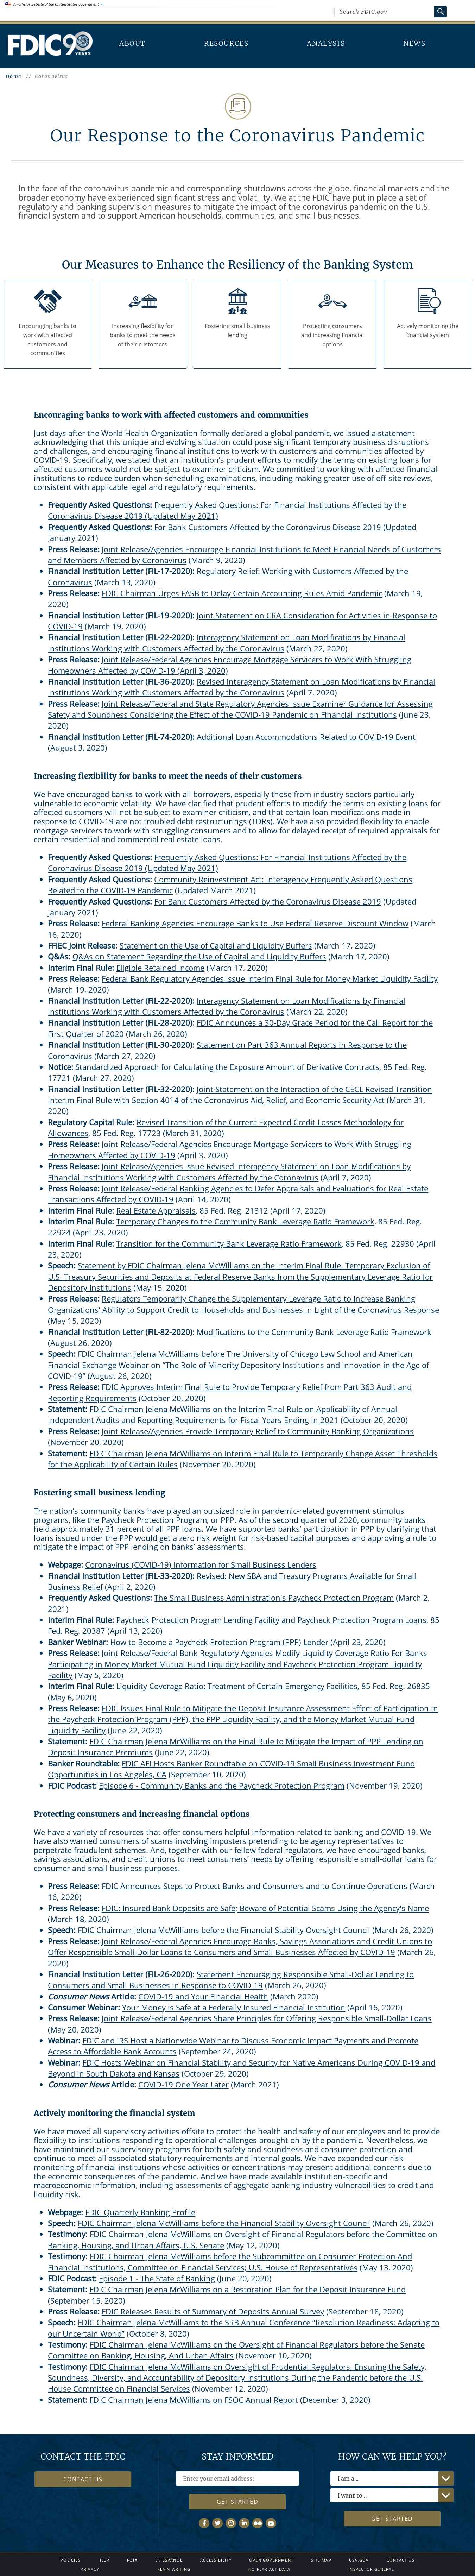 An official website of the United States government
Search FDIC.gov
FDIC 90 YEARS
ABOUT
RESOURCES
ANALYSIS
NEWS
Home // Coronavirus
Our Response to the Coronavirus Pandemic
In the face of the coronavirus pandemic and corresponding shutdowns across the globe, financial markets and the
broader economy have experienced significant stress and volatility. We at the FDIC have put in place a set of
regulatory and banking supervision measures to mitigate the impact of the coronavirus pandemic on the U.S.
financial system and to support American households, communities, and small businesses.
Our Measures to Enhance the Resiliency of the Banking System
Encouraging banks to
work with affected
customers and
communities
Increasing flexibility for
banks to meet the needs
of their customers
Fostering small business
lending
Protecting consumers
and increasing financial
options
Actively monitoring the
financial system
Encouraging banks to work with affected customers and communities
Just days after the World Health Organization formally declared a global pandemic, we issued a statement
acknowledging that this unique and evolving situation could pose significant temporary business disruptions
and challenges, and encouraging financial institutions to work with customers and communities affected by
COVID-19. Specifically, we stated that an institution's prudent efforts to modify the terms on existing loans for
affected customers would not be subject to examiner criticism. We committed to working with affected financial
institutions to reduce burden when scheduling examinations, including making greater use of off-site reviews,
consistent with applicable legal and regulatory requirements.
Frequently Asked Questions: Frequently Asked Questions: For Financial Institutions Affected by the
Coronavirus Disease 2019 (Updated May 2021)
Frequently Asked Questions: For Bank Customers Affected by the Coronavirus Disease 2019 (Updated
January 2021)
Press Release: Joint Release/Agencies Encourage Financial Institutions to Meet Financial Needs of Customers
and Members Affected by Coronavirus (March 9, 2020)
Financial Institution Letter (FIL-17-2020): Regulatory Relief: Working with Customers Affected by the
Coronavirus (March 13, 2020)
Press Release: FDIC Chairman Urges FASB to Delay Certain Accounting Rules Amid Pandemic (March 19,
2020)
Financial Institution Letter (FIL-19-2020): Joint Statement on CRA Consideration for Activities in Response to
COVID-19 (March 19, 2020)
Financial Institution Letter (FIL-22-2020): Interagency Statement on Loan Modifications by Financial
Institutions Working with Customers Affected by the Coronavirus (March 22, 2020)
Press Release: Joint Release/Federal Agencies Encourage Mortgage Servicers to Work With Struggling
Homeowners Affected by COVID-19 (April 3, 2020)
Financial Institution Letter (FIL-36-2020): Revised Interagency Statement on Loan Modifications by Financial
Institutions Working with Customers Affected by the Coronavirus (April 7, 2020)
Press Release: Joint Release/Federal and State Regulatory Agencies Issue Examiner Guidance for Assessing
Safety and Soundness Considering the Effect of the COVID-19 Pandemic on Financial Institutions (June 23,
2020)
Financial Institution Letter (FIL-74-2020): Additional Loan Accommodations Related to COVID-19 Event
(August 3, 2020)
Increasing flexibility for banks to meet the needs of their customers
We have encouraged banks to work with all borrowers, especially those from industry sectors particularly
vulnerable to economic volatility. We have clarified that prudent efforts to modify the terms on existing loans for
affected customers will not be subject to examiner criticism, and that certain loan modifications made in
response to COVID-19 are not troubled debt restructurings (TDRs). We have also provided flexibility to enable
mortgage servicers to work with struggling consumers and to allow for delayed receipt of required appraisals for
certain residential and commercial real estate loans.
Frequently Asked Questions: Frequently Asked Questions: For Financial Institutions Affected by the
Coronavirus Disease 2019 (Updated May 2021)
Frequently Asked Questions: Community Reinvestment Act: Interagency Frequently Asked Questions
Related to the COVID-19 Pandemic (Updated March 2021)
Frequently Asked Questions: For Bank Customers Affected by the Coronavirus Disease 2019 (Updated
January 2021)
Press Release: Federal Banking Agencies Encourage Banks to Use Federal Reserve Discount Window (March
16, 2020)
FFIEC Joint Release: Statement on the Use of Capital and Liquidity Buffers (March 17, 2020)
Q&As: Q&As on Statement Regarding the Use of Capital and Liquidity Buffers (March 17, 2020)
Interim Final Rule: Eligible Retained Income (March 17, 2020)
Press Release: Federal Bank Regulatory Agencies Issue Interim Final Rule for Money Market Liquidity Facility
(March 19, 2020)
Financial Institution Letter (FIL-22-2020): Interagency Statement on Loan Modifications by Financial
Institutions Working with Customers Affected by the Coronavirus (March 22, 2020)
Financial Institution Letter (FIL-28-2020): FDIC Announces a 30-Day Grace Period for the Call Report for the
First Quarter of 2020 (March 26, 2020)
Financial Institution Letter (FIL-30-2020): Statement on Part 363 Annual Reports in Response to the
Coronavirus (March 27, 2020)
Notice: Standardized Approach for Calculating the Exposure Amount of Derivative Contracts, 85 Fed. Reg.
17721 (March 27, 2020)
Financial Institution Letter (FIL-32-2020): Joint Statement on the Interaction of the CECL Revised Transition
Interim Final Rule with Section 4014 of the Coronavirus Aid, Relief, and Economic Security Act (March 31,
2020)
Regulatory Capital Rule: Revised Transition of the Current Expected Credit Losses Methodology for
Allowances, 85 Fed. Reg. 17723 (March 31, 2020)
Press Release: Joint Release/Federal Agencies Encourage Mortgage Servicers to Work With Struggling
Homeowners Affected by COVID-19 (April 3, 2020)
Press Release: Joint Release/Agencies Issue Revised Interagency Statement on Loan Modifications by
Financial Institutions Working with Customers Affected by the Coronavirus (April 7, 2020)
Press Release: Joint Release/Federal Banking Agencies to Defer Appraisals and Evaluations for Real Estate
Transactions Affected by COVID-19 (April 14, 2020)
Interim Final Rule: Real Estate Appraisals, 85 Fed. Reg. 21312 (April 17, 2020)
Interim Final Rule: Temporary Changes to the Community Bank Leverage Ratio Framework, 85 Fed. Reg.
22924 (April 23, 2020)
Interim Final Rule: Transition for the Community Bank Leverage Ratio Framework, 85 Fed. Reg. 22930 (April
23, 2020)
Speech: Statement by FDIC Chairman Jelena McWilliams on the Interim Final Rule: Temporary Exclusion of
U.S. Treasury Securities and Deposits at Federal Reserve Banks from the Supplementary Leverage Ratio for
Depository Institutions (May 15, 2020)
Press Release: Regulators Temporarily Change the Supplementary Leverage Ratio to Increase Banking
Organizations' Ability to Support Credit to Households and Businesses In Light of the Coronavirus Response
(May 15, 2020)
Financial Institution Letter (FIL-82-2020): Modifications to the Community Bank Leverage Ratio Framework
(August 26, 2020)
Speech: FDIC Chairman Jelena McWilliams before The University of Chicago Law School and American
Financial Exchange Webinar on "The Role of Minority Depository Institutions and Innovation in the Age of
COVID-19" (August 26, 2020)
Press Release: FDIC Approves Interim Final Rule to Provide Temporary Relief from Part 363 Audit and
Reporting Requirements (October 20, 2020)
Statement: FDIC Chairman Jelena McWilliams on the Interim Final Rule on Applicability of Annual
Independent Audits and Reporting Requirements for Fiscal Years Ending in 2021 (October 20, 2020)
Press Release: Joint Release/Agencies Provide Temporary Relief to Community Banking Organizations
(November 20, 2020)
Statement: FDIC Chairman Jelena McWilliams on Interim Final Rule to Temporarily Change Asset Thresholds
for the Applicability of Certain Rules (November 20, 2020)
Fostering small business lending
The nation's community banks have played an outsized role in pandemic-related government stimulus
programs, like the Paycheck Protection Program, or PPP. As of the second quarter of 2020, community banks
held approximately 31 percent of all PPP loans. We have supported banks' participation in PPP by clarifying that
loans issued under the PPP would get a zero risk weight for risk-based capital purposes and approving a rule to
mitigate the impact of PPP lending on banks' assessments.
Webpage: Coronavirus (COVID-19) Information for Small Business Lenders
Financial Institution Letter (FIL-33-2020): Revised: New SBA and Treasury Programs Available for Small
Business Relief (April 2, 2020)
Frequently Asked Questions: The Small Business Administration's Paycheck Protection Program (March 2,
2021)
Interim Final Rule: Paycheck Protection Program Lending Facility and Paycheck Protection Program Loans, 85
Fed. Reg. 20387 (April 13, 2020)
Banker Webinar: How to Become a Paycheck Protection Program (PPP) Lender (April 23, 2020)
Press Release: Joint Release/Federal Bank Regulatory Agencies Modify Liquidity Coverage Ratio For Banks
Participating in Money Market Mutual Fund Liquidity Facility and Paycheck Protection Program Liquidity
Facility (May 5, 2020)
Interim Final Rule: Liquidity Coverage Ratio: Treatment of Certain Emergency Facilities, 85 Fed. Reg. 26835
(May 6, 2020)
Press Release: FDIC Issues Final Rule to Mitigate the Deposit Insurance Assessment Effect of Participation in
the Paycheck Protection Program (PPP), the PPP Liquidity Facility, and the Money Market Mutual Fund
Liquidity Facility (June 22, 2020)
Statement: FDIC Chairman Jelena McWilliams on the Final Rule to Mitigate the Impact of PPP Lending on
Deposit Insurance Premiums (June 22, 2020)
Banker Roundtable: FDIC AEI Hosts Banker Roundtable on COVID-19 Small Business Investment Fund
Opportunities in Los Angeles, CA (September 10, 2020)
FDIC Podcast: Episode 6 - Community Banks and the Paycheck Protection Program (November 19, 2020)
Protecting consumers and increasing financial options
We have a variety of resources that offer consumers helpful information related to banking and COVID-19. We
have also warned consumers of scams involving imposters pretending to be agency representatives to
perpetrate fraudulent schemes. And, together with our fellow federal regulators, we have encouraged banks,
savings associations, and credit unions to meet consumers' needs by offering responsible small-dollar loans for
consumer and small-business purposes.
Press Release: FDIC Announces Steps to Protect Banks and Consumers and to Continue Operations (March
16, 2020)
Press Release: FDIC: Insured Bank Deposits are Safe; Beware of Potential Scams Using the Agency's Name
(March 18, 2020)
Speech: FDIC Chairman Jelena McWilliams before the Financial Stability Oversight Council (March 26, 2020)
Press Release: Joint Release/Federal Agencies Encourage Banks, Savings Associations and Credit Unions to
Offer Responsible Small-Dollar Loans to Consumers and Small Businesses Affected by COVID-19 (March 26,
2020)
Financial Institution Letter (FIL-26-2020): Statement Encouraging Responsible Small-Dollar Lending to
Consumers and Small Businesses in Response to COVID-19 (March 26, 2020)
Consumer News Article: COVID-19 and Your Financial Health (March 2020)
Consumer Webinar: Your Money is Safe at a Federally Insured Financial Institution (April 16, 2020)
Press Release: Joint Release/Federal Agencies Share Principles for Offering Responsible Small-Dollar Loans
(May 20, 2020)
Webinar: FDIC and IRS Host a Nationwide Webinar to Discuss Economic Impact Payments and Promote
Access to Affordable Bank Accounts (September 24, 2020)
Webinar: FDIC Hosts Webinar on Financial Stability and Security for Native Americans During COVID-19 and
Beyond in South Dakota and Kansas (October 29, 2020)
Consumer News Article: COVID-19 One Year Later (March 2021)
Actively monitoring the financial system
We have moved all supervisory activities offsite to protect the health and safety of our employees and to provide
flexibility to institutions responding to operational challenges brought on by the pandemic. Nevertheless, we
have maintained our supervisory programs for both safety and soundness and consumer protection and
continue to meet all associated statutory requirements and internal goals. We have expanded our risk-
monitoring of financial institutions whose activities or portfolios may present additional concerns due to
the economic consequences of the pandemic. And we have made institution-specific and
macroeconomic information, including assessments of aggregate banking industry vulnerabilities to credit and
liquidity risk.
Webpage: FDIC Quarterly Banking Profile
Speech: FDIC Chairman Jelena McWilliams before the Financial Stability Oversight Council (March 26, 2020)
Testimony: FDIC Chairman Jelena McWilliams on Oversight of Financial Regulators before the Committee on
Banking, Housing, and Urban Affairs, U.S. Senate (May 12, 2020)
Testimony: FDIC Chairman Jelena McWilliams before the Subcommittee on Consumer Protection And
Financial Institutions, Committee on Financial Services; U.S. House of Representatives (May 13, 2020)
FDIC Podcast: Episode 1 - The State of Banking (June 20, 2020)
Statement: FDIC Chairman Jelena McWilliams on a Restoration Plan for the Deposit Insurance Fund
(September 15, 2020)
Press Release: FDIC Releases Results of Summary of Deposits Annual Survey (September 18, 2020)
Speech: FDIC Chairman Jelena McWilliams to the SRB Annual Conference "Resolution Readiness: Adapting to
our Uncertain World" (October 8, 2020)
Testimony: FDIC Chairman Jelena McWilliams on the Oversight of Financial Regulators before the Senate
Committee on Banking, Housing, And Urban Affairs (November 10, 2020)
Testimony: FDIC Chairman Jelena McWilliams on Oversight of Prudential Regulators: Ensuring the Safety,
Soundness, Diversity, and Accountability of Depository Institutions During the Pandemic before the U.S.
House Committee on Financial Services (November 12, 2020)
Statement: FDIC Chairman Jelena McWilliams on FSOC Annual Report (December 3, 2020)
CONTACT THE FDIC
CONTACT US
STAY INFORMED
Enter your email address:
GET STARTED
HOW CAN WE HELP YOU?
I am a...
I want to...
GET STARTED
POLICIES
HELP
FOIA
EN ESPAÑOL
ACCESSIBILITY
OPEN GOVERNMENT
SITE MAP
USA.GOV
CONTACT US
PRIVACY
PLAIN WRITING
NO FEAR ACT DATA
INSPECTOR GENERAL